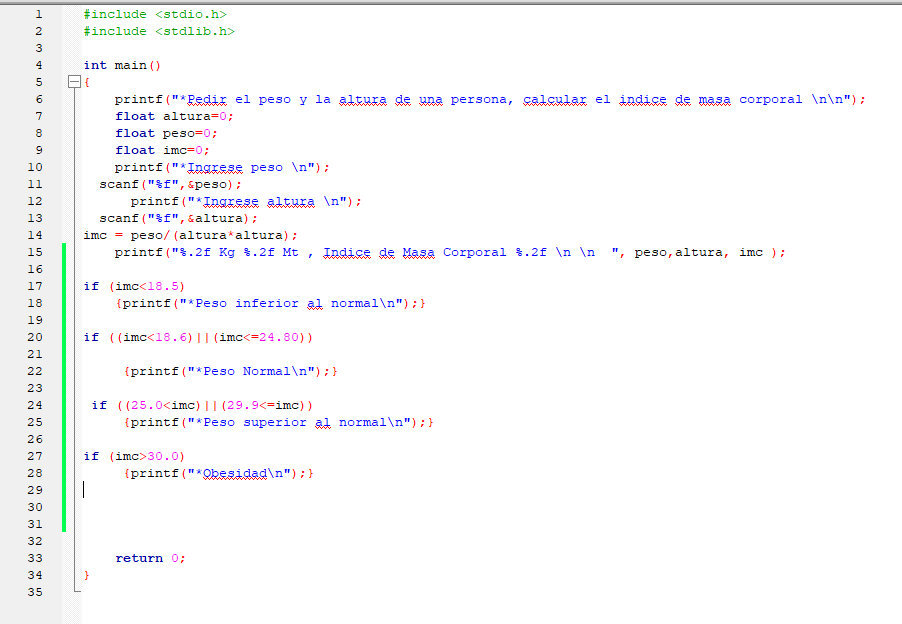 1 #include <stdio.h>
2 #include <stdlib.h>
3
4 int main()
5 {
6 printf("*Pedir el peso y la altura de una persona, calcular el indice de masa corporal \n\n");
7 float altura=0;
8 float peso=0;
9 float imc=0;
10 printf("*Ingrese peso \n");
11 scanf("%f",&peso);
12 printf("*Ingrese altura \n");
13 scanf("%f",&altura);
14 imc = peso/(altura*altura);
15 printf("%.2f Kg %.2f Mt , Indice de Masa Corporal %.2f \n \n  ", peso,altura, imc );
16
17 if (imc<18.5)
18 {printf("*Peso inferior al normal\n");}
19
20 if ((imc<18.6)||(imc<=24.80))
21
22 {printf("*Peso Normal\n");}
23
24 if ((25.0<imc)||(29.9<=imc))
25 {printf("*Peso superior al normal\n");}
26
27 if (imc>30.0)
28 {printf("*Obesidad\n");}
29
30
31
32
33 return 0;
34 }
35